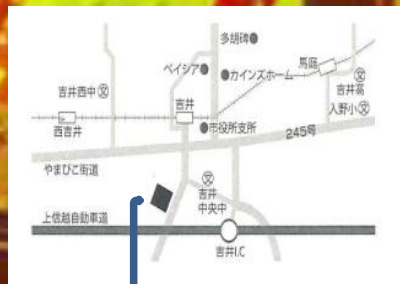 多胡碑
ベイシア
カインズホーム
馬庭
吉井高
吉井西中
入野小
吉井
西吉井
市役所支所
245号
やまびこ街道
吉井
中央中
上信越自動車道
吉井I.C